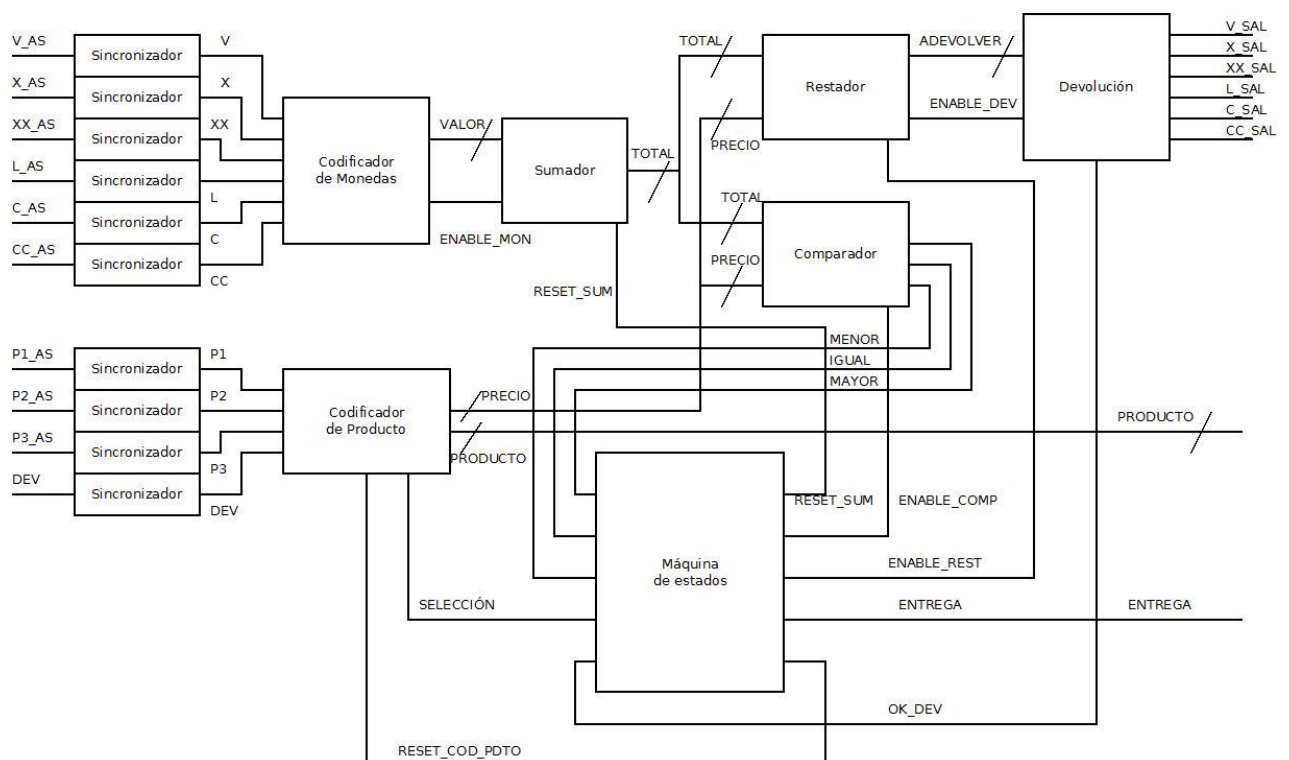 V_AS
Sincronizador
V
X_AS
Sincronizador
X
XX_AS
Sincronizador
XX
L_AS
Sincronizador
L
C_AS
Sincronizador
C
CC_AS
Sincronizador
CC
Codificador
de Monedas
VALOR
ENABLE_MON
Sumador
RESET_SUM
TOTAL
TOTAL
PRECIO
Restador
ADEVOLVER
ENABLE_DEV
Devolución
V_SAL
X_SAL
XX_SAL
L_SAL
C_SAL
CC_SAL
TOTAL
PRECIO
Comparador
MENOR
IGUAL
MAYOR
P1_AS
Sincronizador
P1
P2_AS
Sincronizador
P2
P3_AS
Sincronizador
P3
DEV
Sincronizador
DEV
Codificador
de Producto
PRECIO
PRODUCTO
PRODUCTO
Máquina
de estados
RESET_SUM
ENABLE_COMP
ENABLE_REST
SELECCIÓN
ENTREGA
ENTREGA
OK_DEV
RESET_COD_PDTO